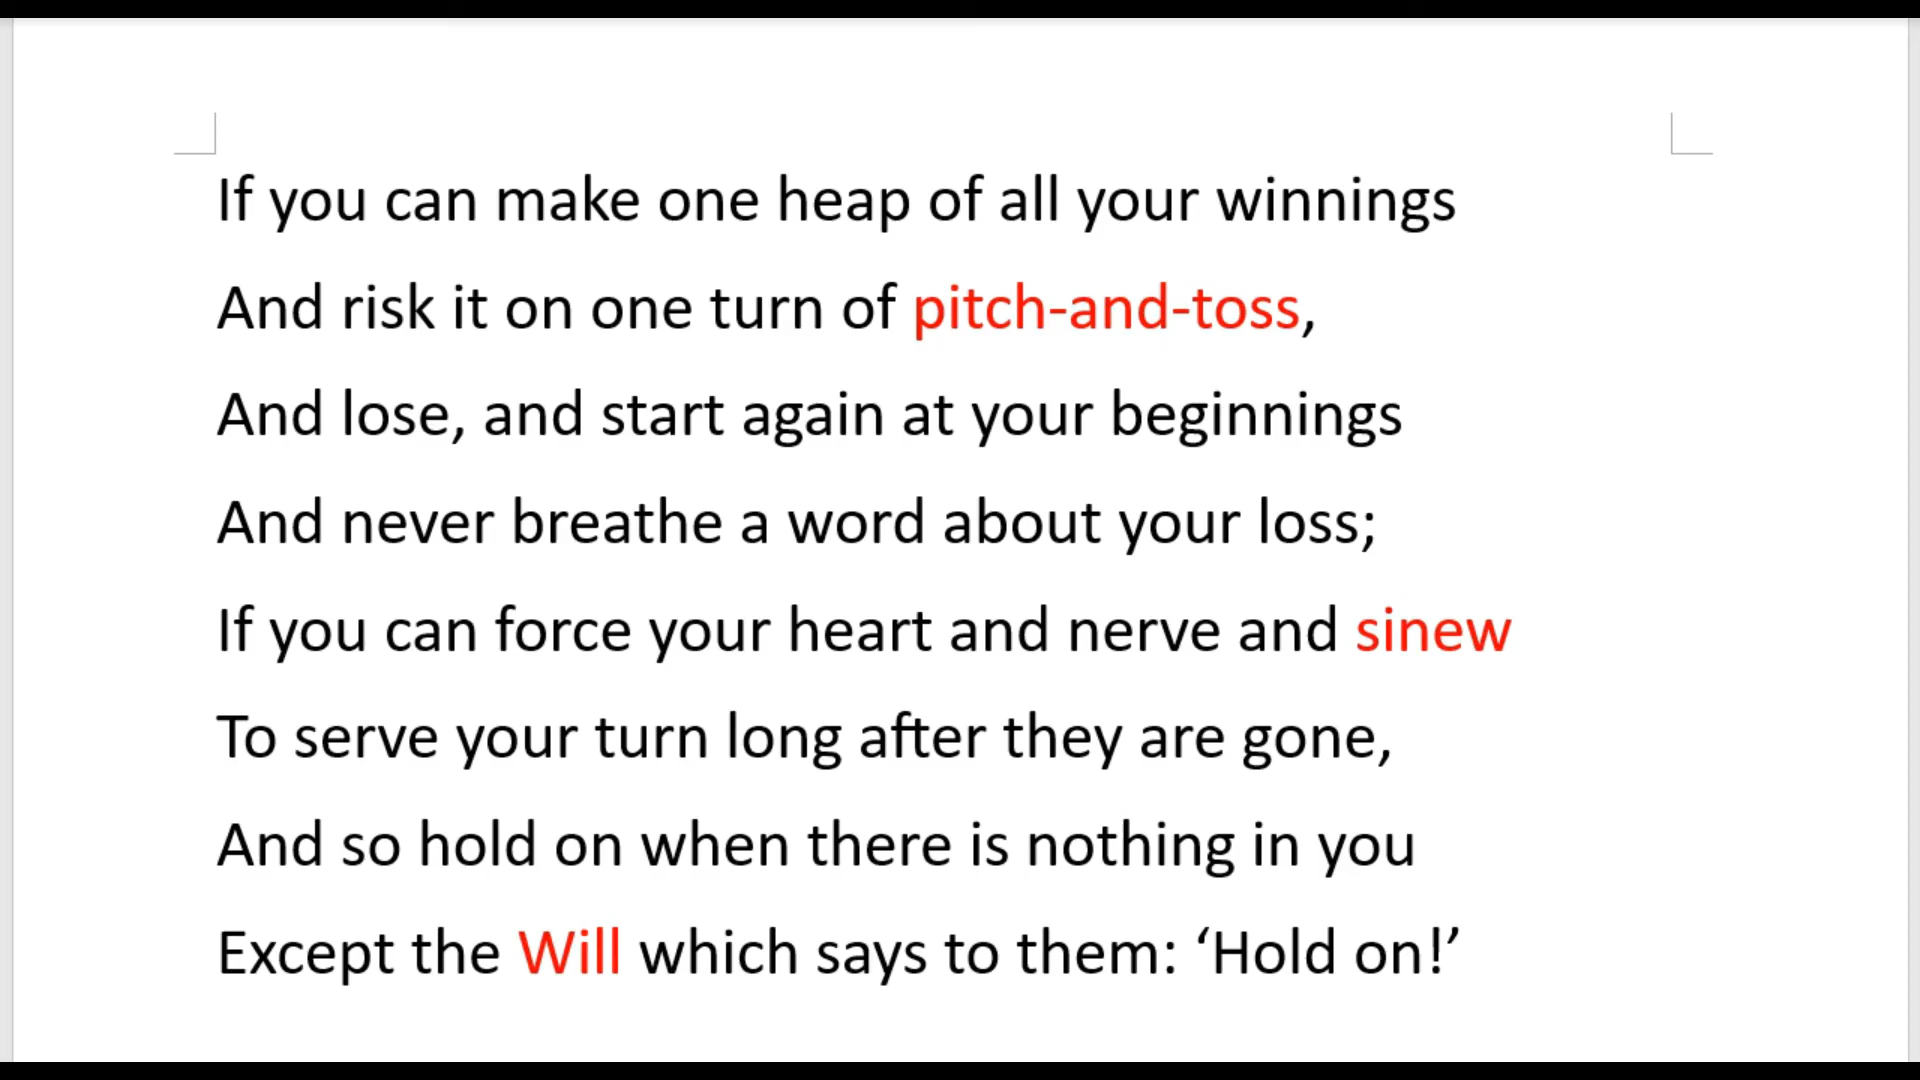 If you can make one heap of all your winnings
And risk it on one turn of pitch-and-toss,
And lose, and start again at your beginnings
And never breathe a word about your loss;
If you can force your heart and nerve and sinew
To serve your turn long after they are gone,
And so hold on when there is nothing in you
Except the Will which says to them: ‘Hold on!’